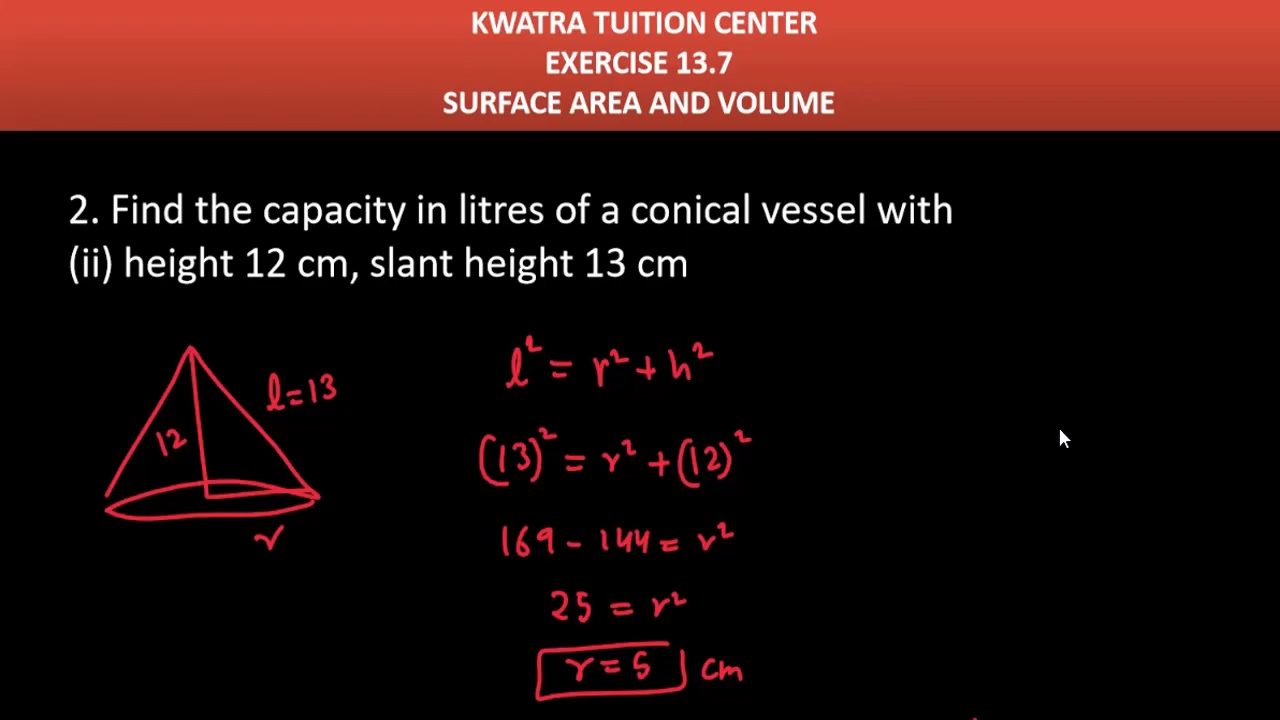 KWATRA TUITION CENTER
EXERCISE 13.7
SURFACE AREA AND VOLUME
2. Find the capacity in litres of a conical vessel with
(ii) height 12 cm, slant height 13 cm
l=13
12
r
l² = r² + h²
(13)² = r² + (12)²
169 - 144 = r²
25 = r²
r = 5 cm